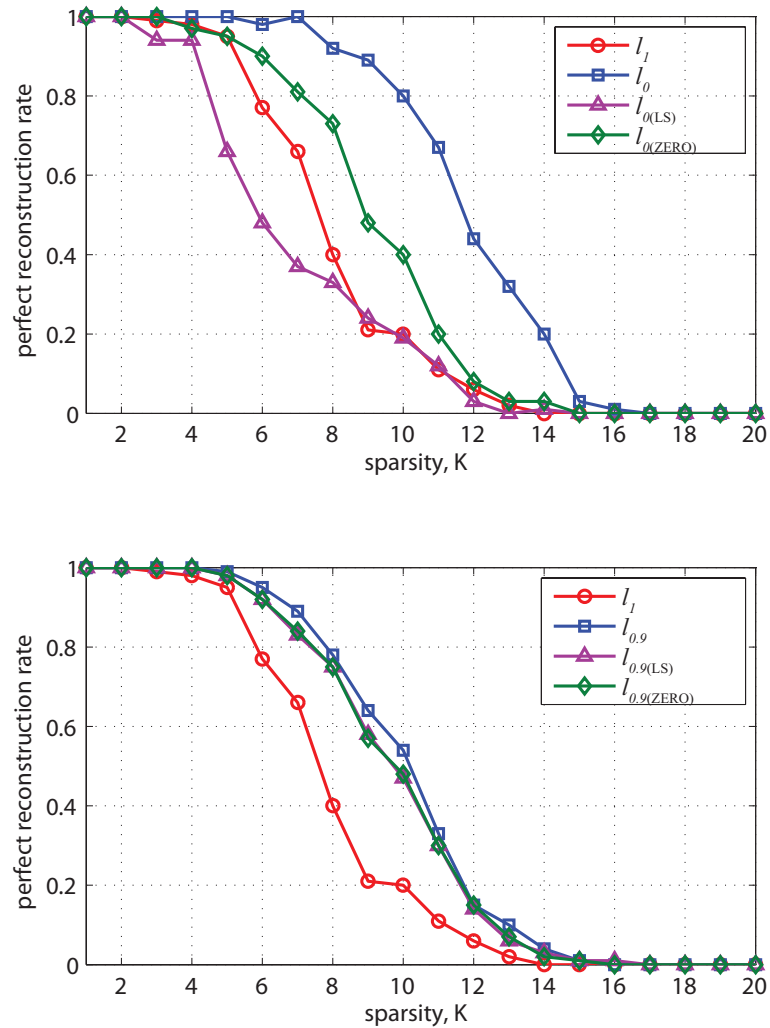 1
0.8
0.6
0.4
0.2
0
perfect reconstruction rate
2 4 6 8 10 12 14 16 18 20
sparsity, K
l1
l0
l0(LS)
l0(ZERO)
1
0.8
0.6
0.4
0.2
0
perfect reconstruction rate
2 4 6 8 10 12 14 16 18 20
sparsity, K
l1
l0.9
l0.9(LS)
l0.9(ZERO)